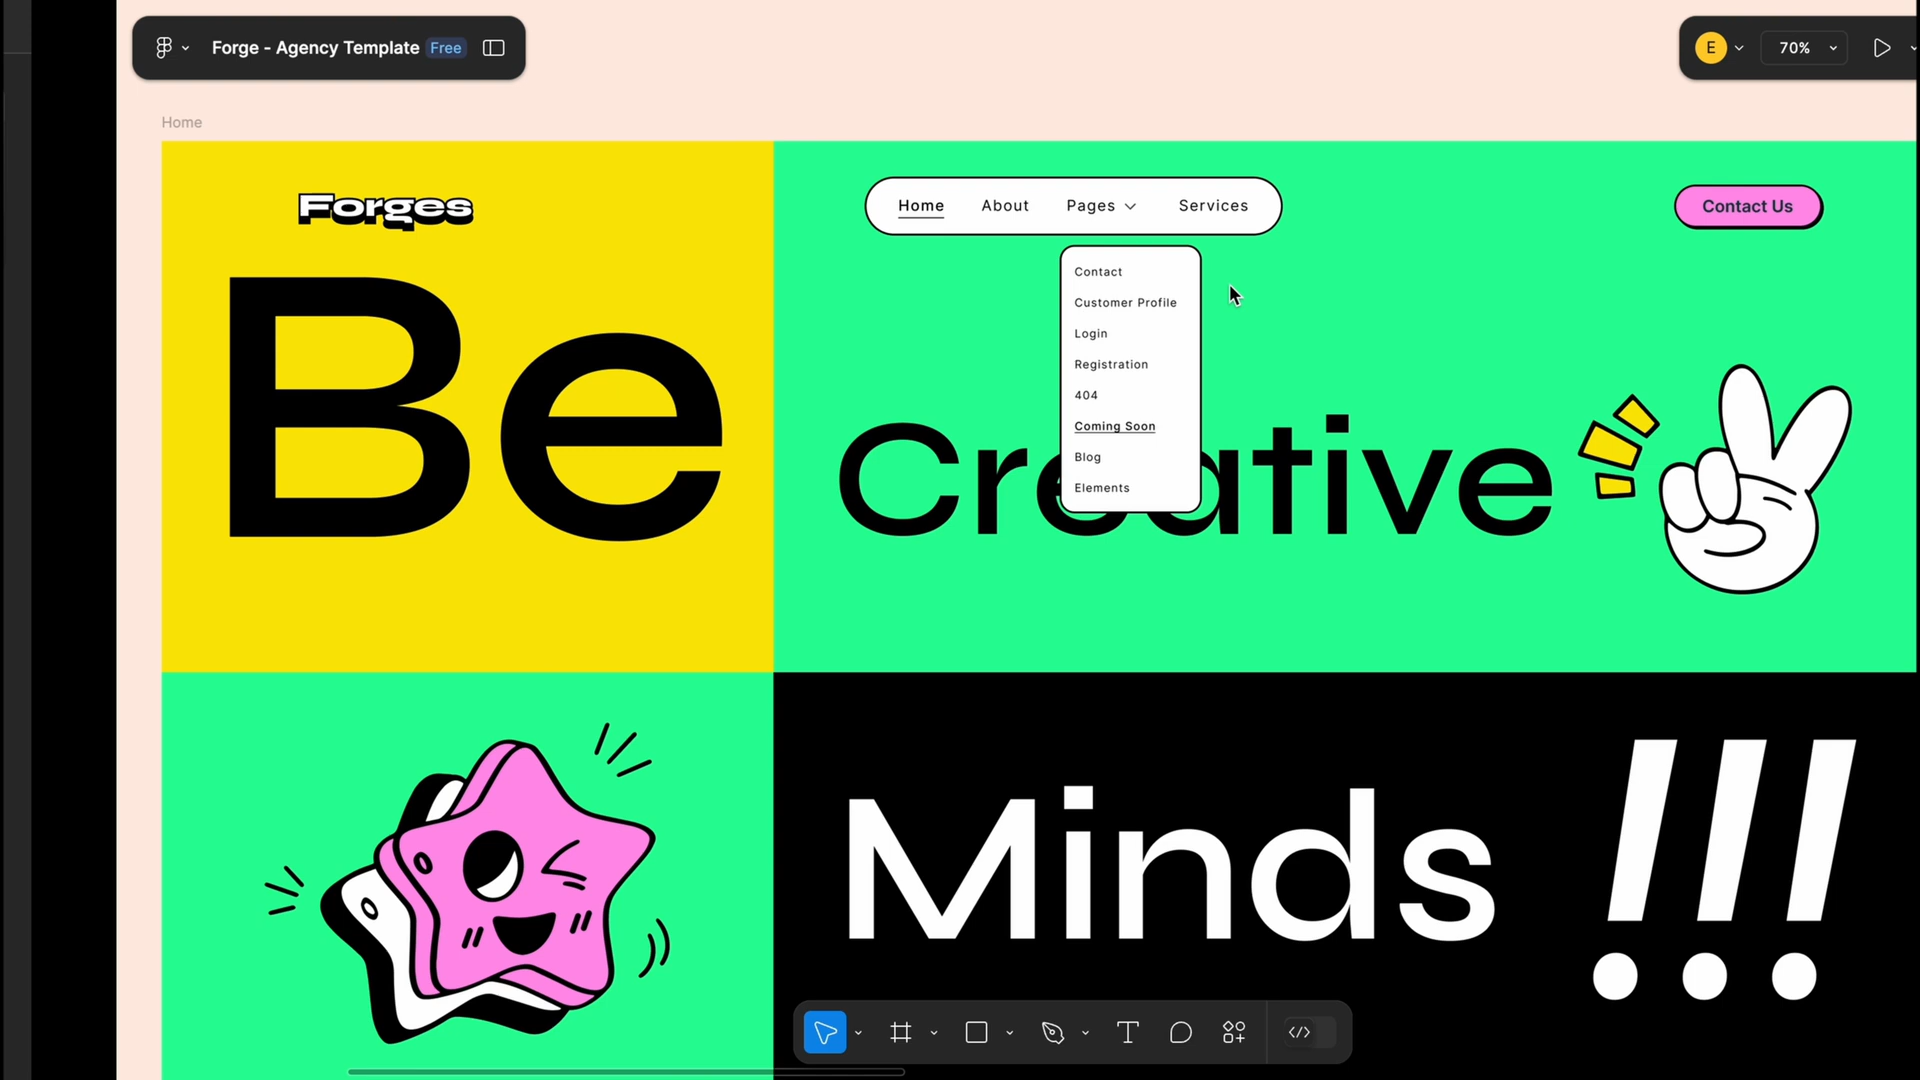 Forge - Agency Template Free
E
70%
Home
Forges
Home About Pages Services
Contact Us
Contact
Customer Profile
Login
Registration
404
Coming Soon
Blog
Elements
Be
Creative
Minds !!!